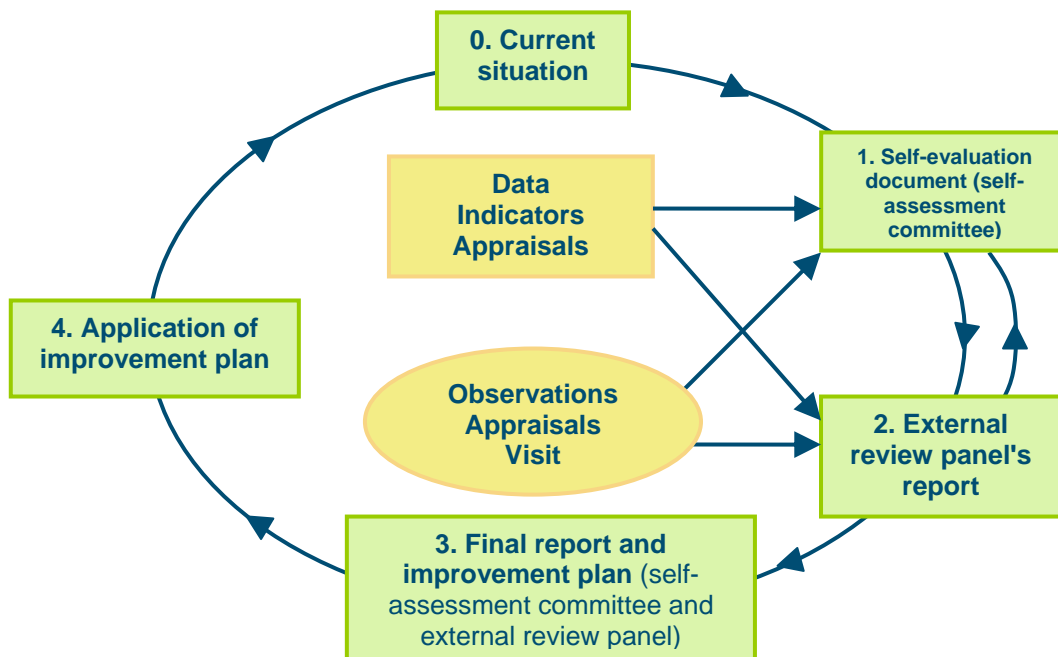 0. Current
situation
1. Self-evaluation
document (self-
assessment
committee)
Data
Indicators
Appraisals
4. Application of
improvement plan
Observations
Appraisals
Visit
2. External
review panel's
report
3. Final report and
improvement plan (self-
assessment committee and
external review panel)